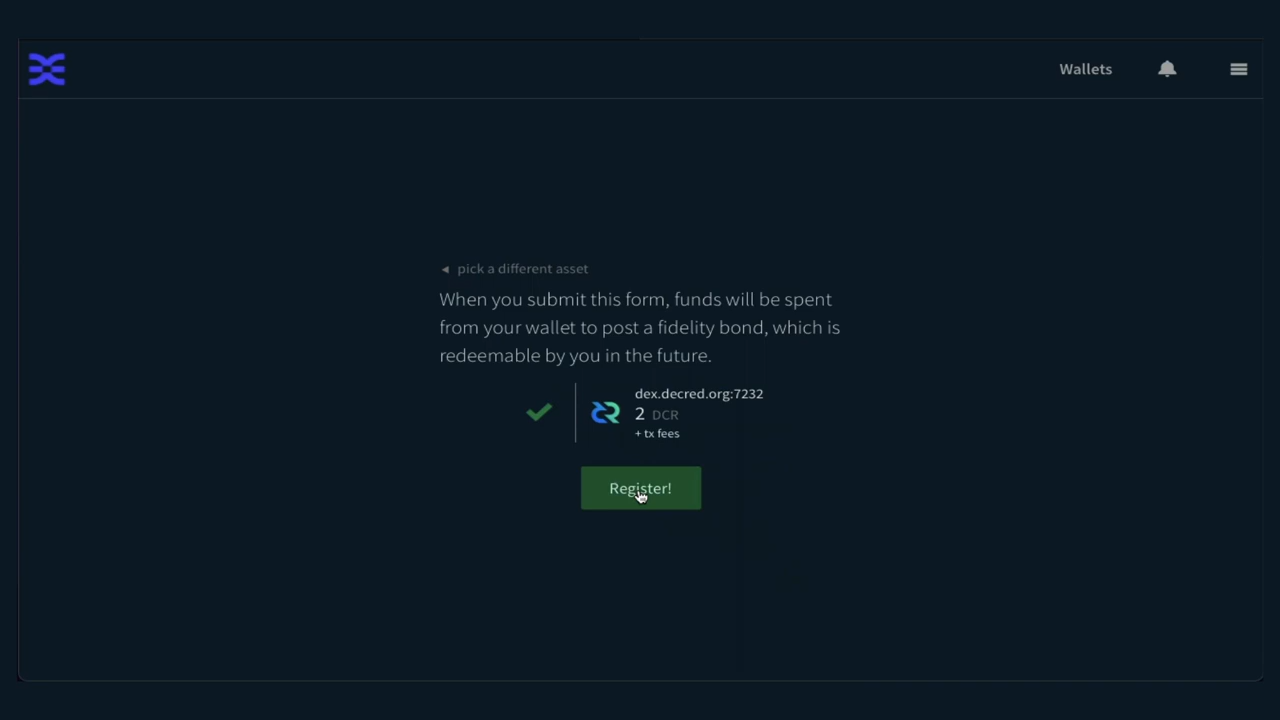 Wallets
◄ pick a different asset
When you submit this form, funds will be spent
from your wallet to post a fidelity bond, which is
redeemable by you in the future.
dex.decred.org:7232
2 DCR
+ tx fees
Register!